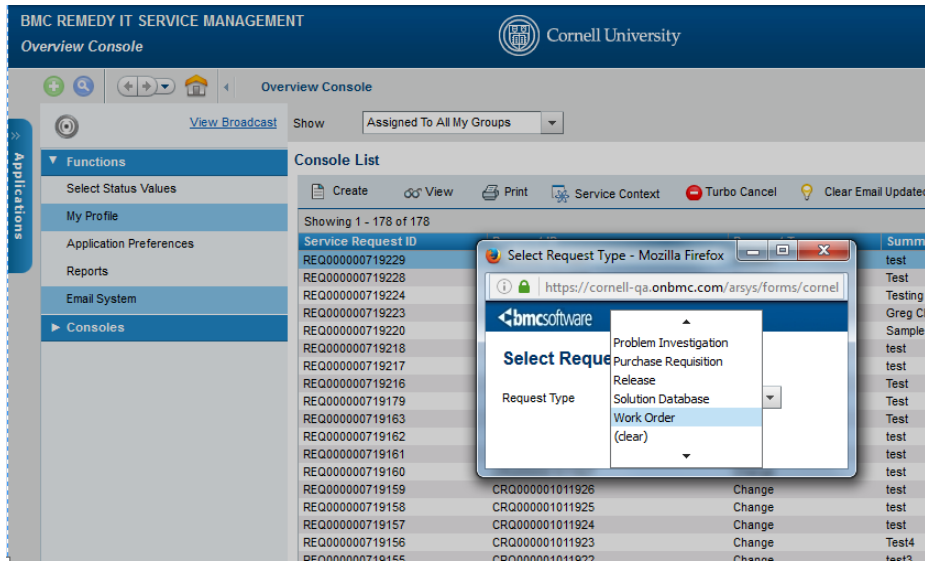 BMC REMEDY IT SERVICE MANAGEMENT
Overview Console
Cornell University
Overview Console
View Broadcast
Show Assigned To All My Groups
Applications
Functions
Select Status Values
My Profile
Application Preferences
Reports
Email System
Consoles
Console List
Create View Print Service Context Turbo Cancel Clear Email Updated
Showing 1 - 178 of 178
Service Request ID Summ
REQ000000719229 test
REQ000000719228 Test
REQ000000719224 Testing
REQ000000719223 Greg Cl
REQ000000719220 Sample
REQ000000719218 test
REQ000000719217 test
REQ000000719216 Test
REQ000000719179 Test
REQ000000719163 Test
REQ000000719162 test
REQ000000719161 test
REQ000000719160 test
REQ000000719159 CRQ000001011926 Change test
REQ000000719158 CRQ000001011925 Change test
REQ000000719157 CRQ000001011924 Change test
REQ000000719156 CRQ000001011923 Change Test4
REQ000000719155 CRQ000001011922 Change test3
Select Request Type - Mozilla Firefox
https://cornell-qa.onbmc.com/arsys/forms/cornel
bmcsoftware
Select Reque
Request Type
Problem Investigation
Purchase Requisition
Release
Solution Database
Work Order
(clear)